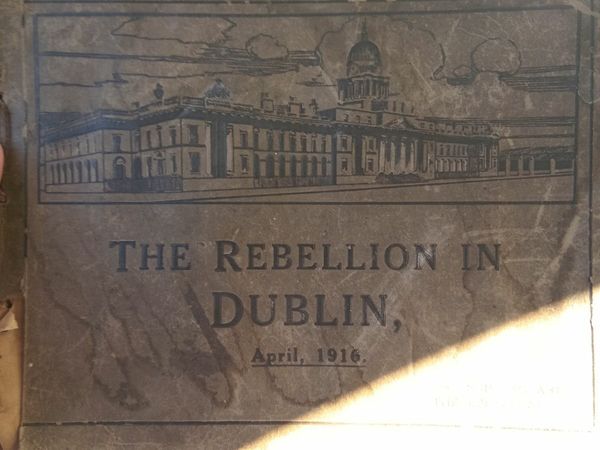 THE REBELLION IN
DUBLIN,
April, 1916.